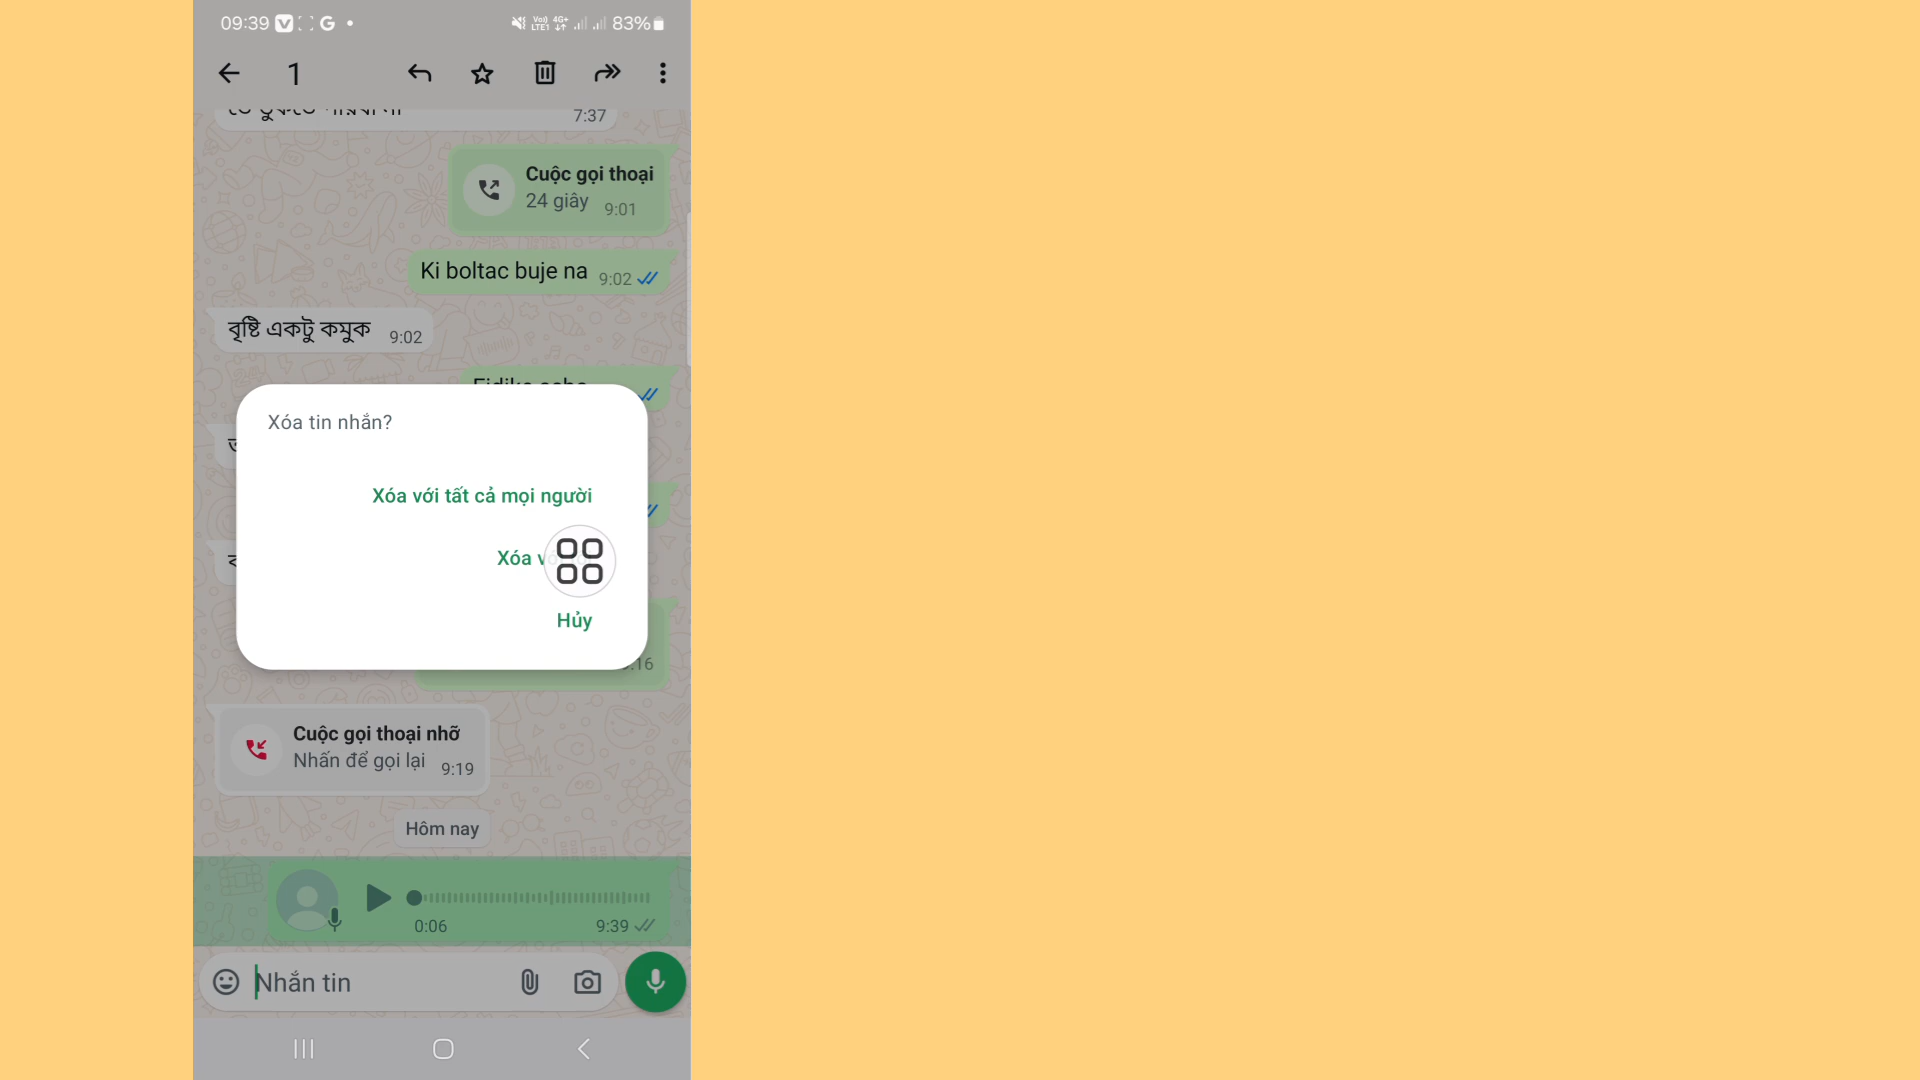 09:39
83%
1
7:37
Cuộc gọi thoại
24 giây 9:01
Ki boltac buje na 9:02
বৃষ্টি একটু কমুক 9:02
Xóa tin nhắn?
Xóa với tất cả mọi người
Xóa
Hủy
Cuộc gọi thoại nhỡ
Nhấn để gọi lại 9:19
Hôm nay
0:06 9:39
Nhắn tin